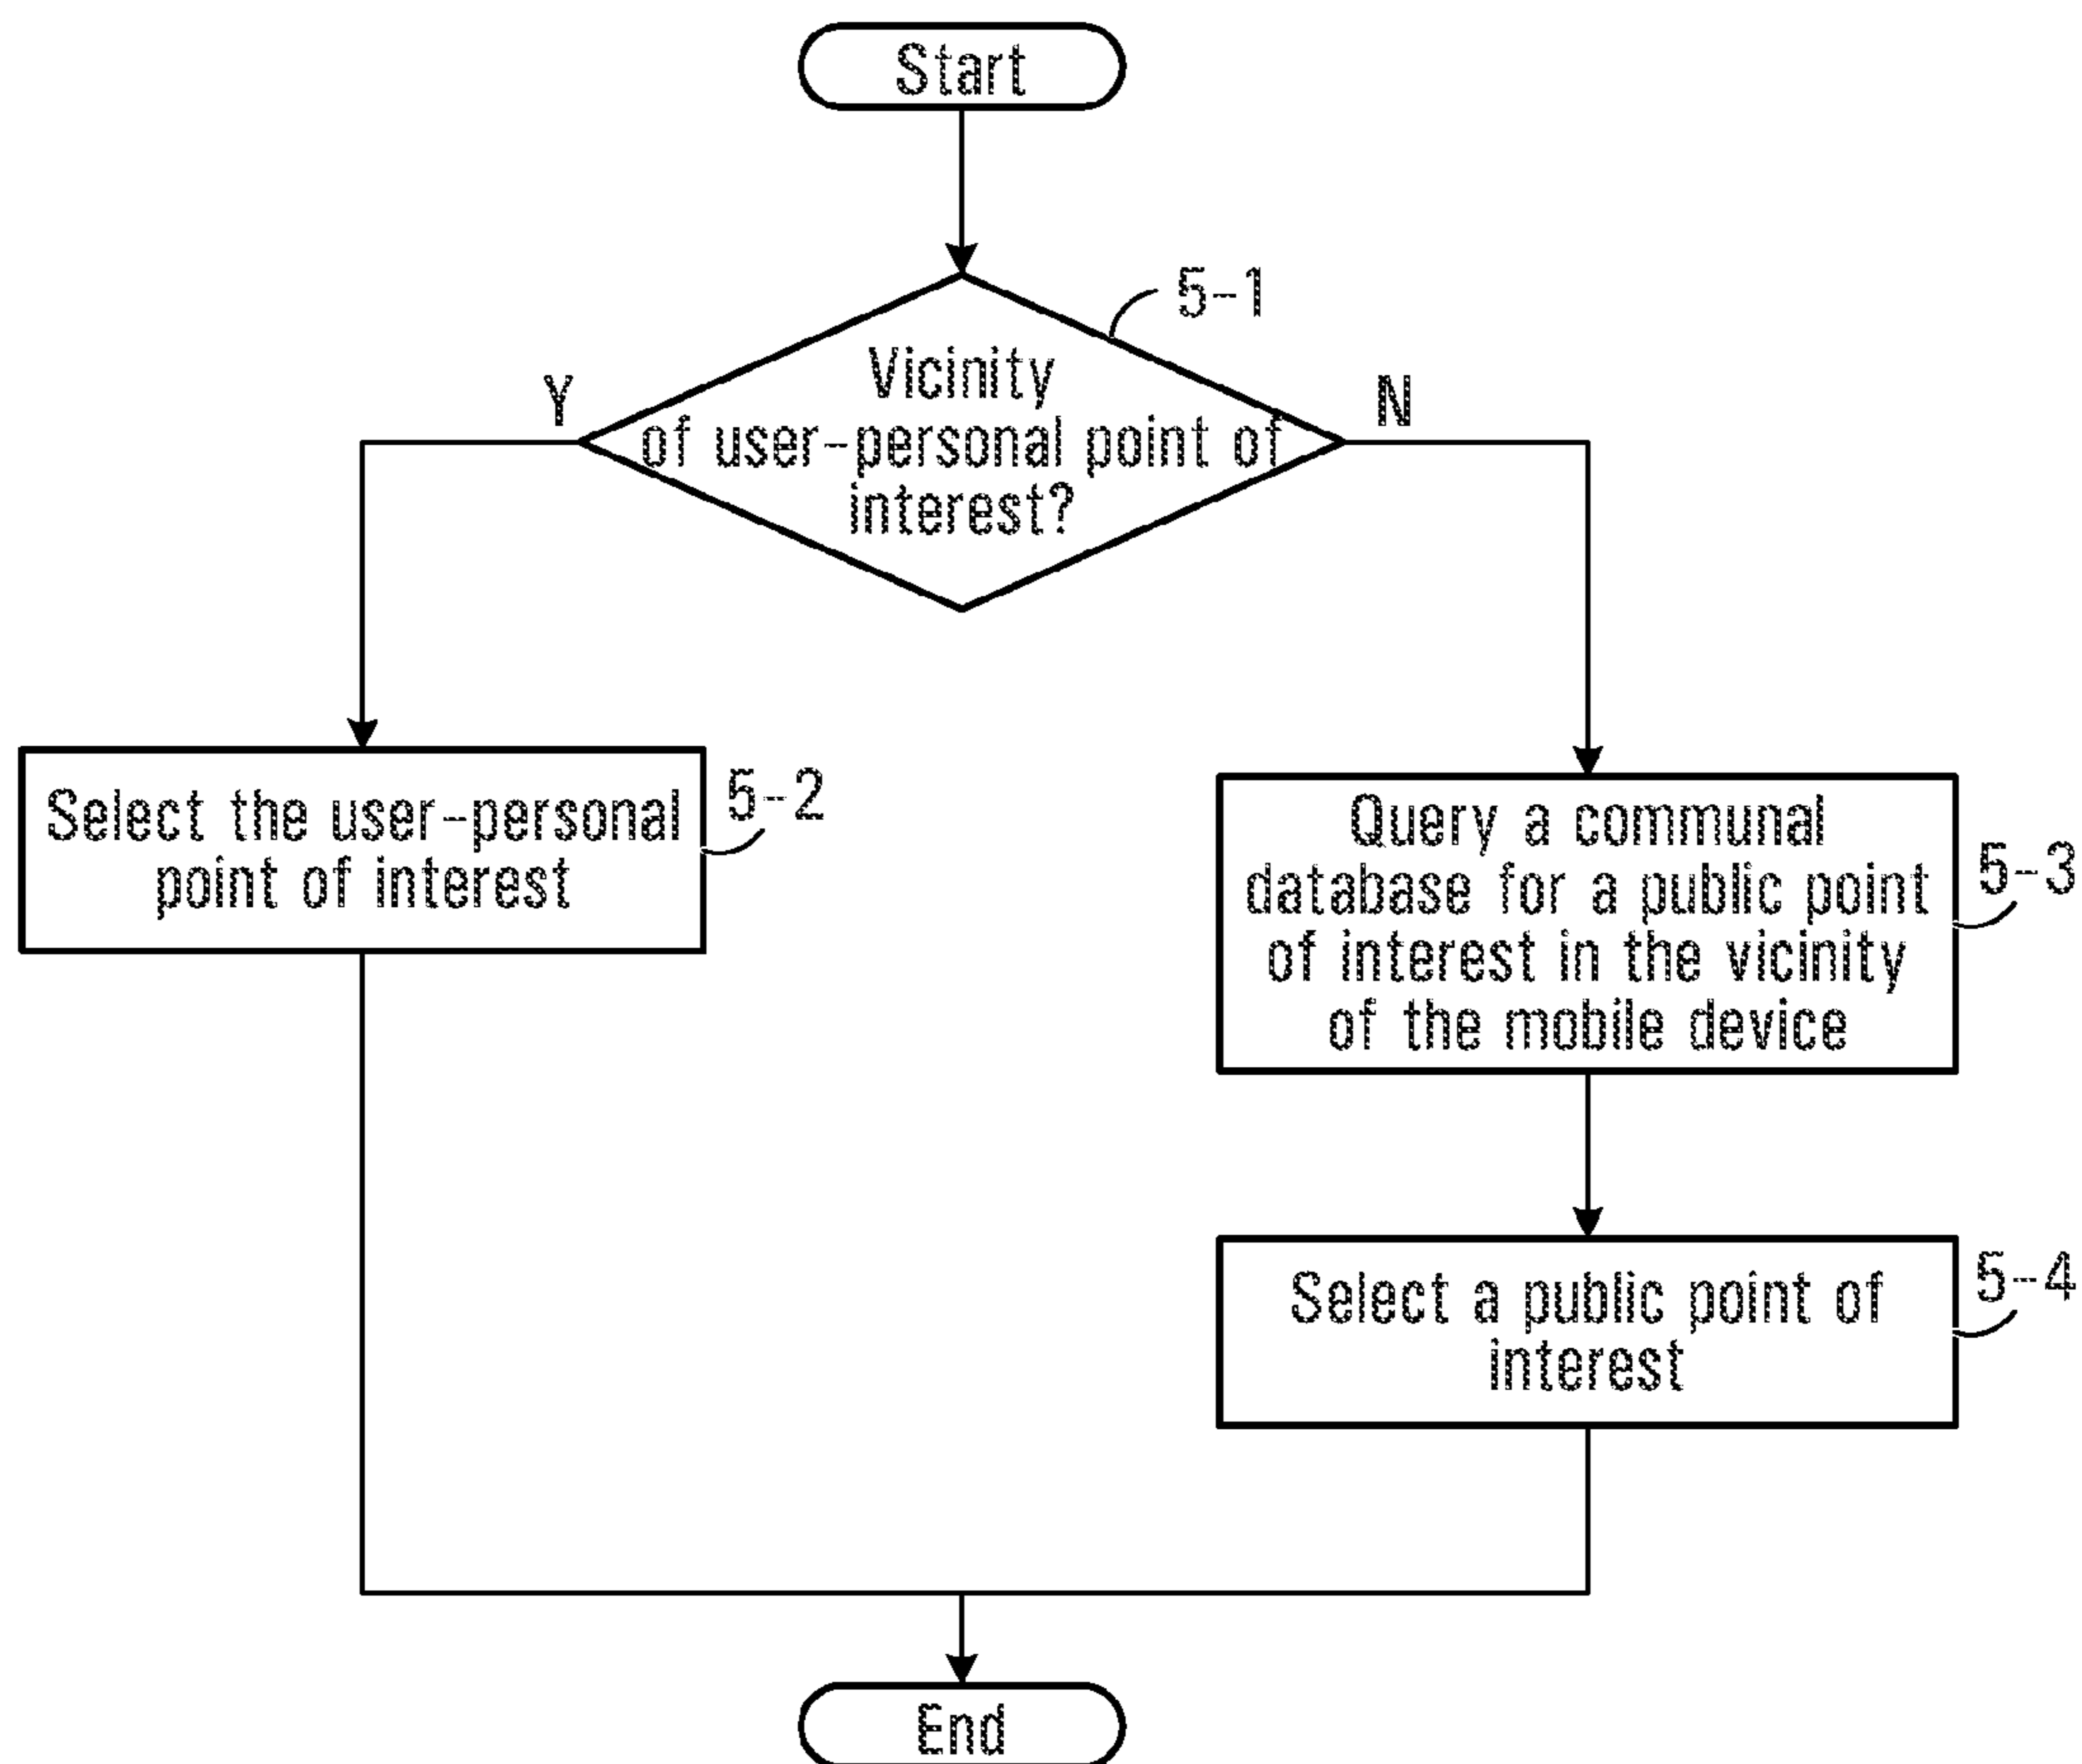 Start
5-1
Vicinity
of user-personal point of
interest?
Y
N
Select the user-personal
point of interest
5-2
Query a communal
database for a public point
of interest in the vicinity
of the mobile device
5-3
Select a public point of
interest
5-4
End